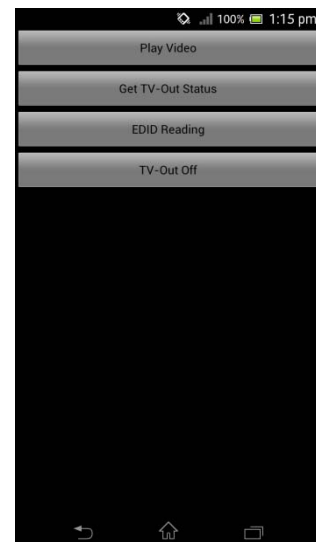 100% 1:15 pm
Play Video
Get TV-Out Status
EDID Reading
TV-Out Off